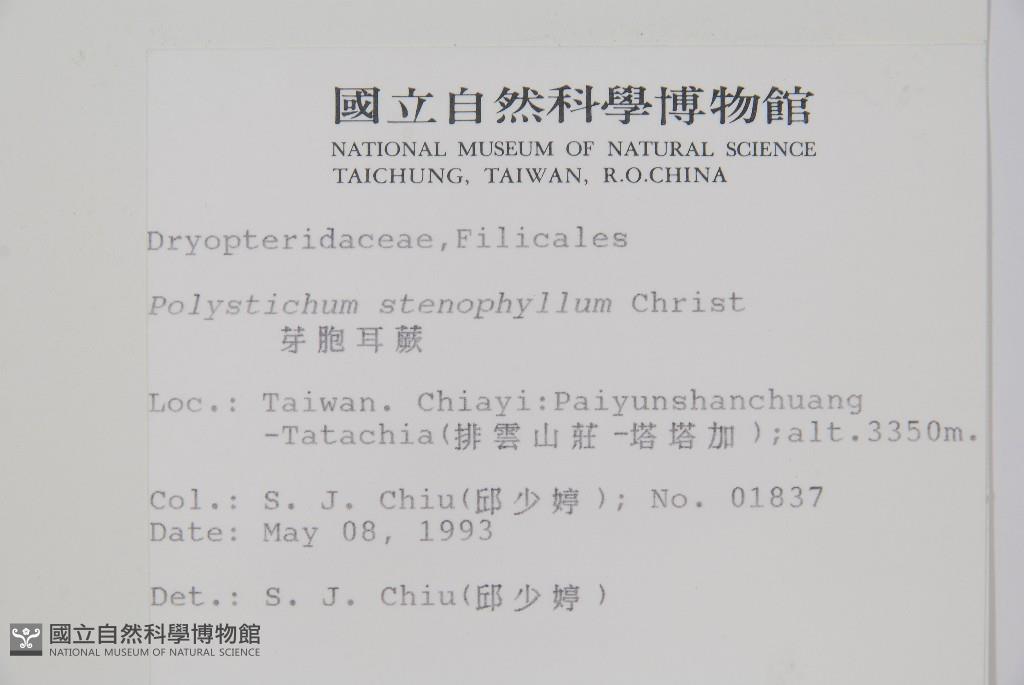 國立自然科學博物館
NATIONAL MUSEUM OF NATURAL SCIENCE
TAICHUNG, TAIWAN, R.O.CHINA
Dryopteridaceae,Filicales
Polystichum stenophyllum Christ
芽胞耳蕨
Loc.: Taiwan. Chiayi:Paiyunshanchuang
-Tatachia(排雲山莊-塔塔加);alt.3350m.
Col.: S. J. Chiu(邱少婷); No. 01837
Date: May 08, 1993
Det.: S. J. Chiu(邱少婷)
國立自然科學博物館
NATIONAL MUSEUM OF NATURAL SCIENCE